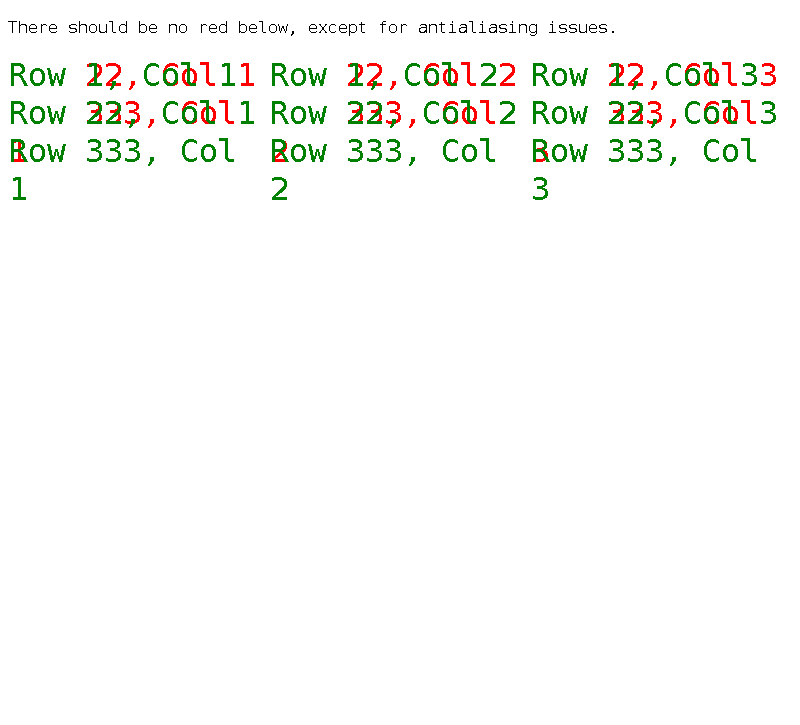 There should be no red below, except for antialiasing issues.
Row 1, Col 1 Row 1, Col 2 Row 1, Col 3
Row 22, Col 1 Row 22, Col 2 Row 22, Col 3
Row 333, Col Row 333, Col Row 333, Col
1 2 3